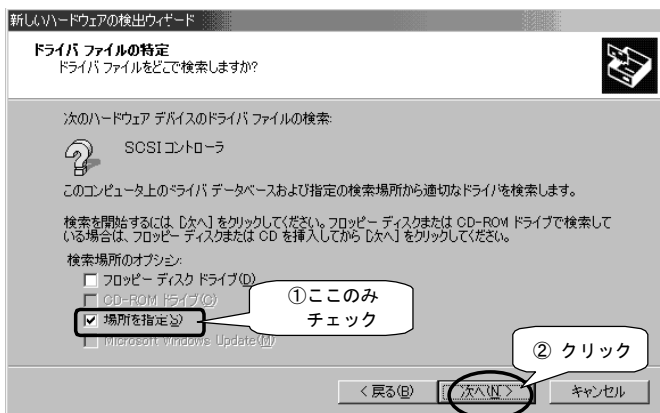 新しいハードウェアの検出ウィザード
ドライバ ファイルの特定
ドライバ ファイルをどこで検索しますか?
次のハードウェア デバイスのドライバ ファイルの検索:
SCSI コントローラ
このコンピュータ上のドライバ データベースおよび指定の検索場所から適切なドライバを検索します。
検索を開始するには、[次へ] をクリックしてください。フロッピー ディスクまたは CD-ROM ドライブで検索して
いる場合は、フロッピー ディスクまたは CD を挿入してから [次へ] をクリックしてください。
検索場所のオプション:
フロッピー ディスク ドライブ(D)
CD-ROM ドライブ(C)
場所を指定(S)
Microsoft Windows Update(M)
①ここのみ
チェック
② クリック
< 戻る(B)
次へ(N) >
キャンセル